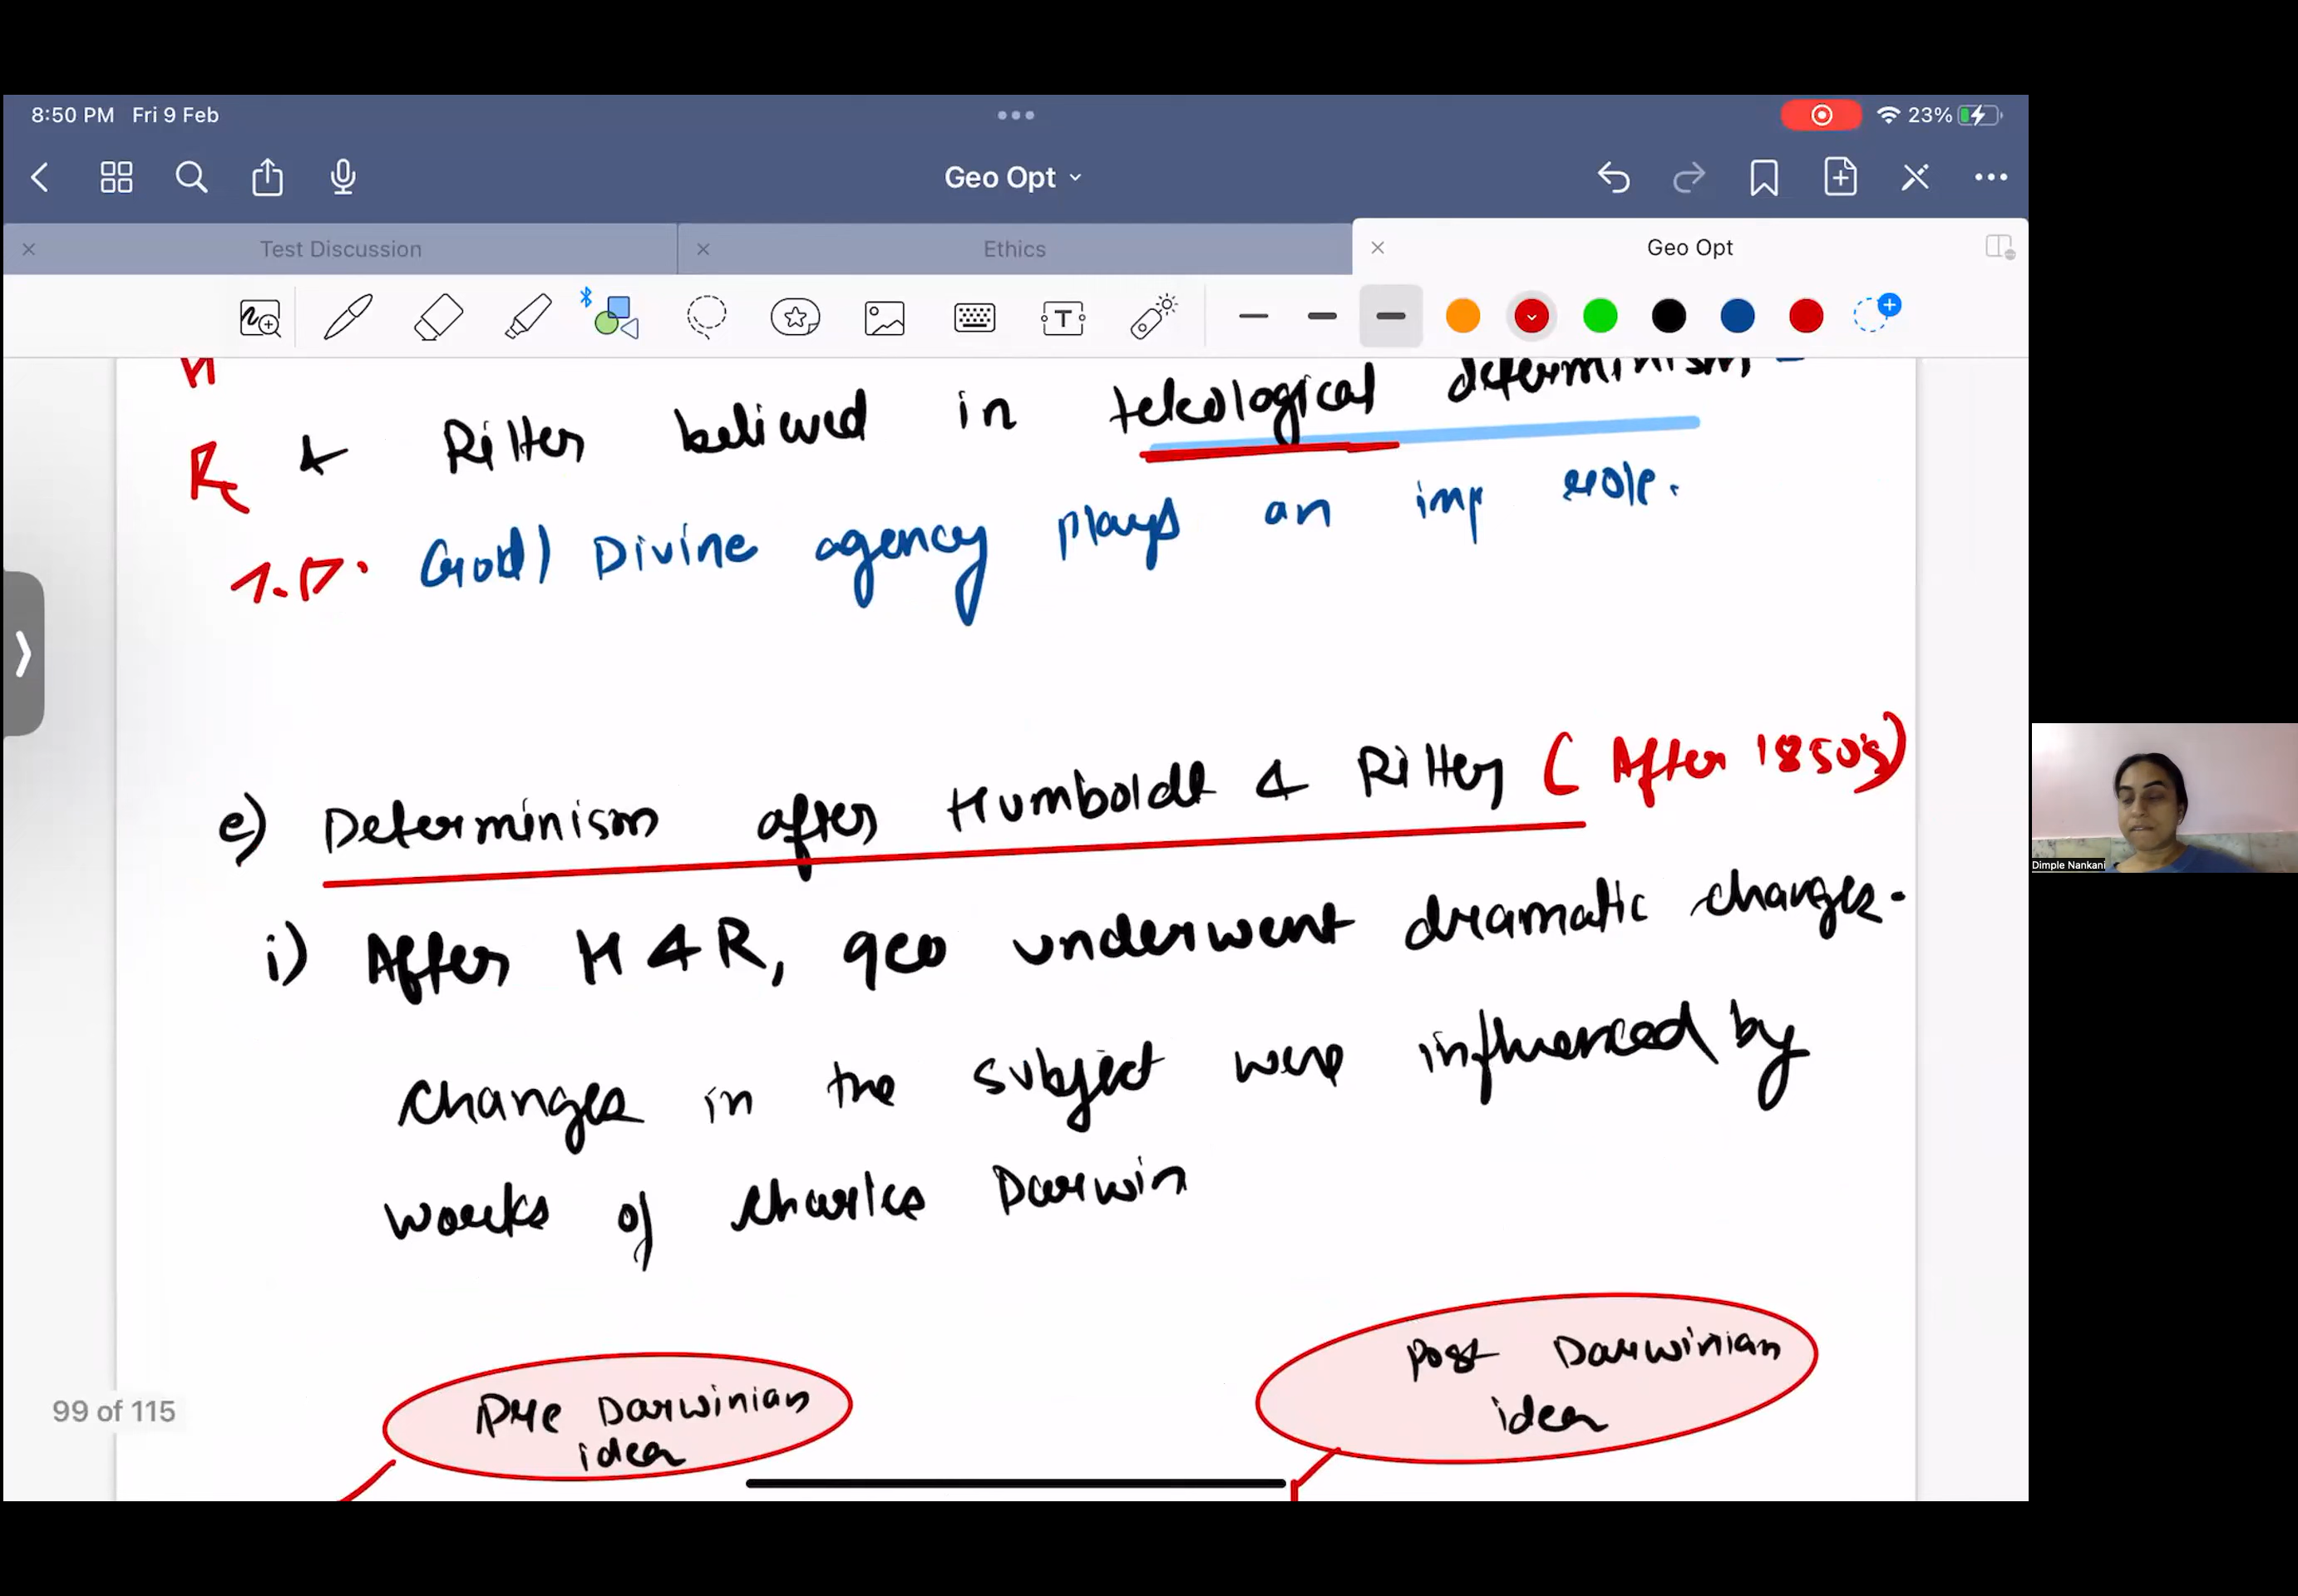 8:50 PM Fri 9 Feb
23%
Geo Opt
Test Discussion
Ethics
Geo Opt
H
determinism
R & Ritter believed in teleological
T.D. (God) Divine agency plays an imp role.
e) Determinism after Humboldt & Ritter ( After 1850's)
i) After H & R, geo underwent dramatic changes.
changes in the subject were influenced by
works of Charles Darwin
Pre Darwinian
idea
Post Darwinian
idea
99 of 115
Dimple Nankani